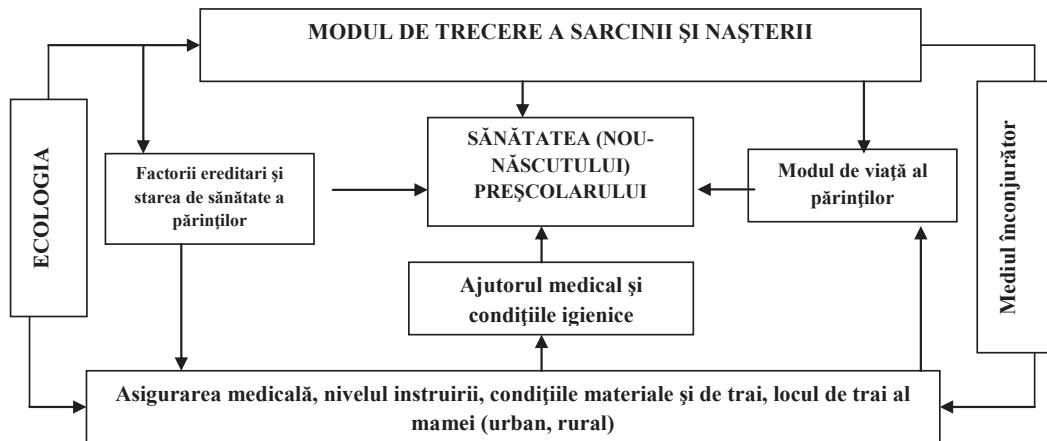 MODUL DE TRECERE A SARCINII ŞI NAŞTERII
ECOLOGIA
Factorii ereditari şi
starea de sănătate a
părinţilor
SĂNĂTATEA (NOU-
NĂSCUTULUI)
PREŞCOLARULUI
Modul de viaţă al
părinţilor
Mediul înconjurător
Ajutorul medical şi
condiţiile igienice
Asigurarea medicală, nivelul instruirii, condiţiile materiale şi de trai, locul de trai al
mamei (urban, rural)